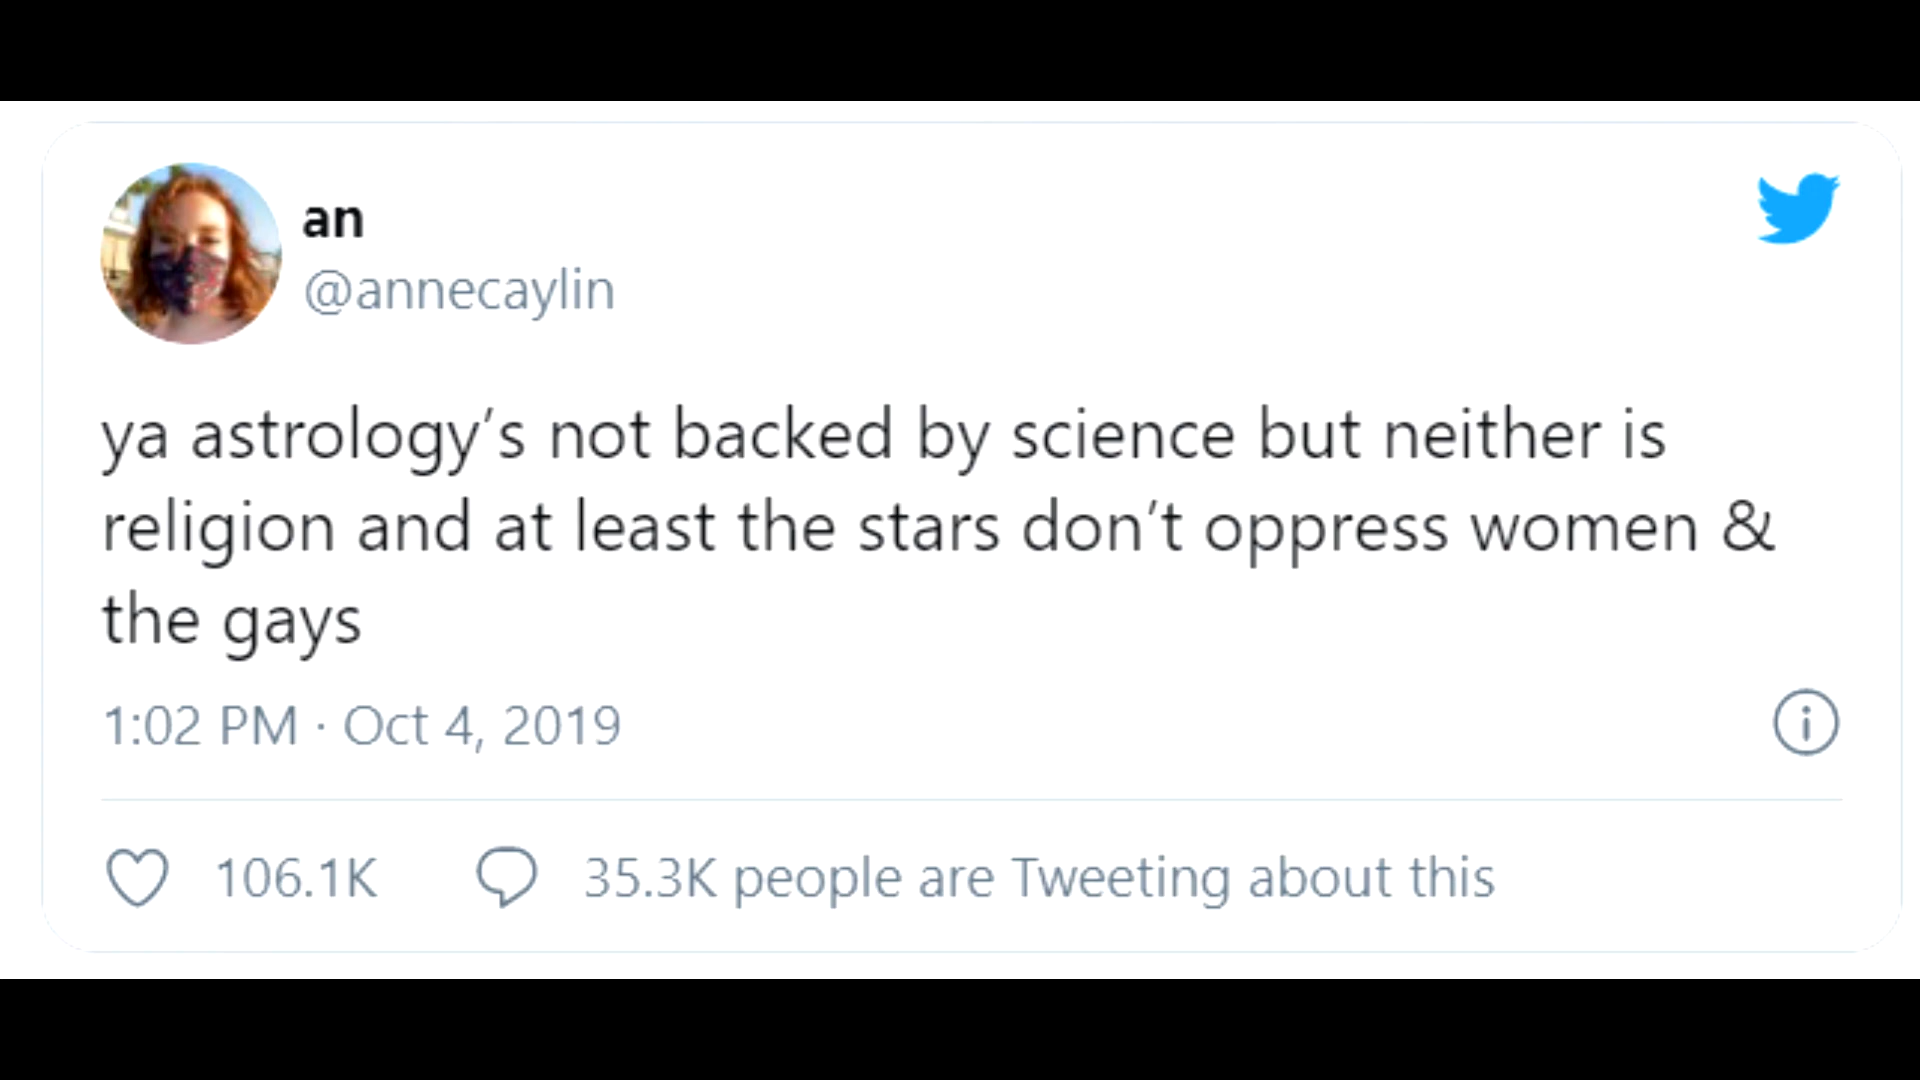 an
@annecaylin
ya astrology’s not backed by science but neither is
religion and at least the stars don’t oppress women &
the gays
1:02 PM · Oct 4, 2019
106.1K 35.3K people are Tweeting about this